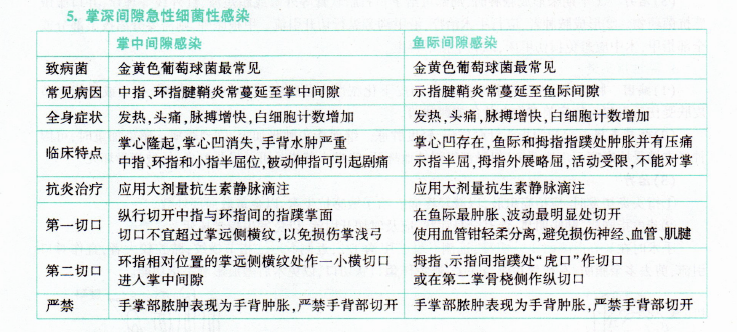 5. 掌深间隙急性细菌性感染
掌中间隙感染 鱼际间隙感染
致病菌 金黄色葡萄球菌最常见 金黄色葡萄球菌最常见
常见病因 中指、环指腱鞘炎常蔓延至掌中间隙 示指腱鞘炎常蔓延至鱼际间隙
全身症状 发热,头痛,脉搏增快,白细胞计数增加 发热,头痛,脉搏增快,白细胞计数增加
临床特点 掌心隆起,掌心凹消失,手背水肿严重 掌心凹存在,鱼际和拇指指蹼处肿胀并有压痛
中指、环指和小指半屈位,被动伸指可引起剧痛 示指半屈,拇指外展略屈,活动受限,不能对掌
抗炎治疗 应用大剂量抗生素静脉滴注 应用大剂量抗生素静脉滴注
第一切口 纵行切开中指与环指间的指蹼掌面 在鱼际最肿胀、波动最明显处切开
切口不宜超过掌远侧横纹,以免损伤掌浅弓 使用血管钳轻柔分离,避免损伤神经、血管、肌腱
第二切口 环指相对位置的掌远侧横纹处作一小横切口 拇指、示指间指蹼处“虎口”作切口
进入掌中间隙 或在第二掌骨桡侧作纵切口
严禁 手掌部脓肿表现为手背肿胀,严禁手背部切开 手掌部脓肿表现为手背肿胀,严禁手背部切开